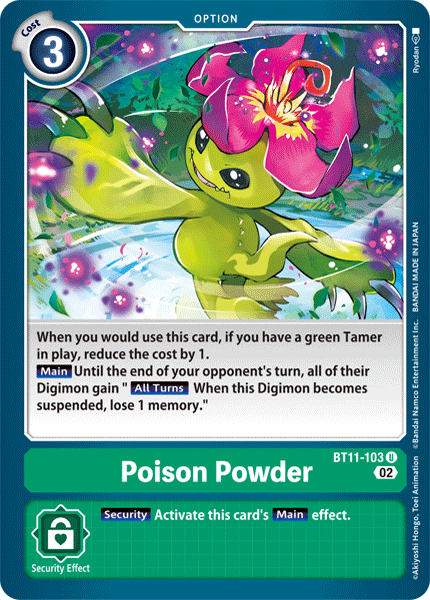 OPTION
Cost
3
Ryodan
When you would use this card, if you have a green Tamer
in play, reduce the cost by 1.
Main Until the end of your opponent's turn, all of their
Digimon gain " All Turns When this Digimon becomes
suspended, lose 1 memory."
BT11-103 U
Poison Powder
02
Security Activate this card's Main effect.
Security Effect
©Akiyoshi Hongo, Toei Animation ©Bandai Namco Entertainment Inc. BANDAI MADE IN JAPAN